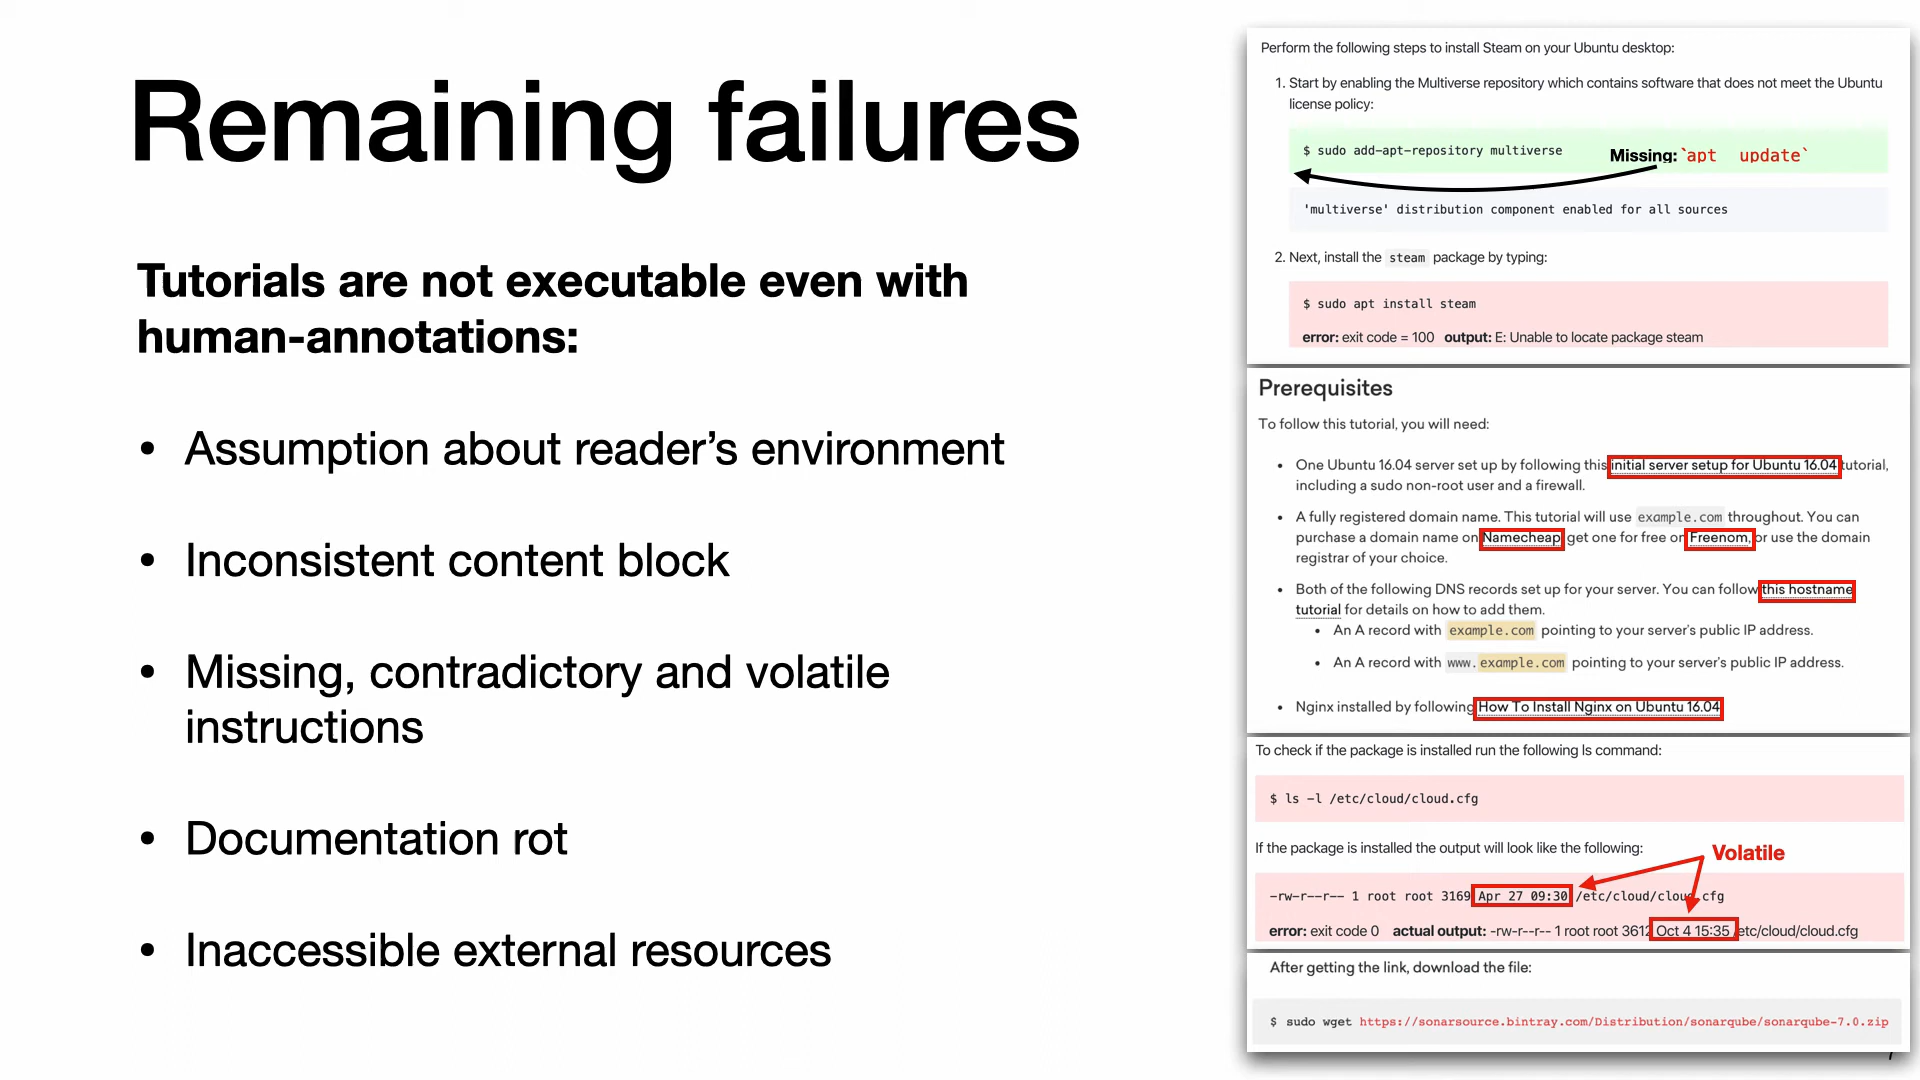 Remaining failures
Tutorials are not executable even with
human-annotations:
• Assumption about reader’s environment
• Inconsistent content block
• Missing, contradictory and volatile
instructions
• Documentation rot
• Inaccessible external resources
Perform the following steps to install Steam on your Ubuntu desktop:
1. Start by enabling the Multiverse repository which contains software that does not meet the Ubuntu
license policy:
$ sudo add-apt-repository multiverse
Missing: `apt update`
'multiverse' distribution component enabled for all sources
2. Next, install the steam package by typing:
$ sudo apt install steam
error: exit code = 100 output: E: Unable to locate package steam
Prerequisites
To follow this tutorial, you will need:
• One Ubuntu 16.04 server set up by following this initial server setup for Ubuntu 16.04 tutorial,
including a sudo non-root user and a firewall.
• A fully registered domain name. This tutorial will use example.com throughout. You can
purchase a domain name on Namecheap, get one for free on Freenom, or use the domain
registrar of your choice.
• Both of the following DNS records set up for your server. You can follow this hostname
tutorial for details on how to add them.
• An A record with example.com pointing to your server's public IP address.
• An A record with www.example.com pointing to your server's public IP address.
• Nginx installed by following How To Install Nginx on Ubuntu 16.04
To check if the package is installed run the following ls command:
$ ls -l /etc/cloud/cloud.cfg
If the package is installed the output will look like the following:
Volatile
-rw-r--r-- 1 root root 3169 Apr 27 09:30 /etc/cloud/cloud.cfg
error: exit code 0 actual output: -rw-r--r-- 1 root root 3612 Oct 4 15:35 /etc/cloud/cloud.cfg
After getting the link, download the file:
$ sudo wget https://sonarsource.bintray.com/Distribution/sonarqube/sonarqube-7.0.zip